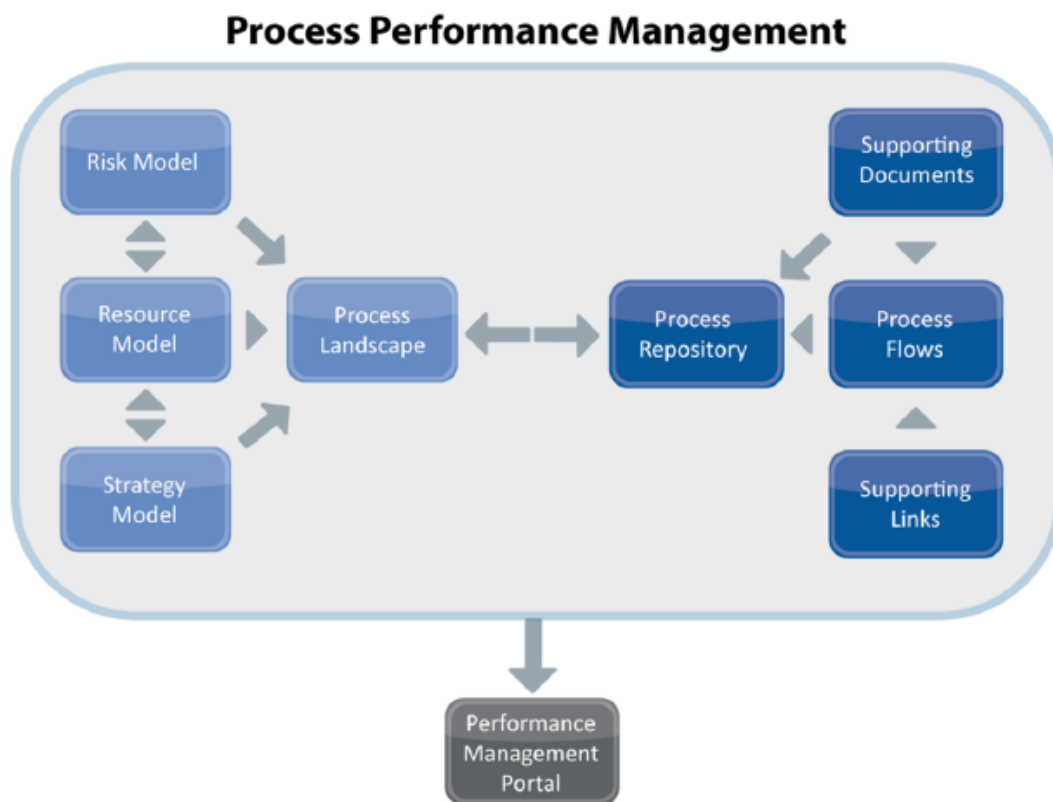 Process Performance Management
Risk Model
Supporting
Documents
Resource
Model
Process
Landscape
Process
Repository
Process
Flows
Strategy
Model
Supporting
Links
Performance
Management
Portal